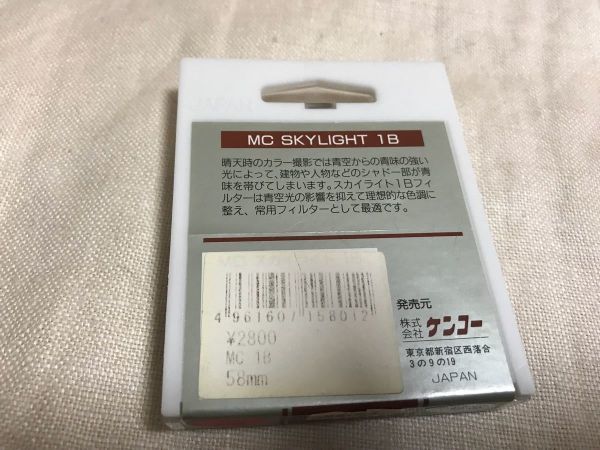 JAPAN
MC SKYLIGHT 1B
晴天時のカラー撮影では青空からの青味の強い
光によって、建物や人物などのシャドー部が青
味を帯びてしまいます。スカイライト1Bフィ
ルターは青空光の影響を抑えて理想的な色調に
整え、常用フィルターとして最適です。
4961607158012
¥2800
MC 1B
58mm
発売元
株式会社 ケンコー
東京都新宿区西落合
3の9の19
JAPAN